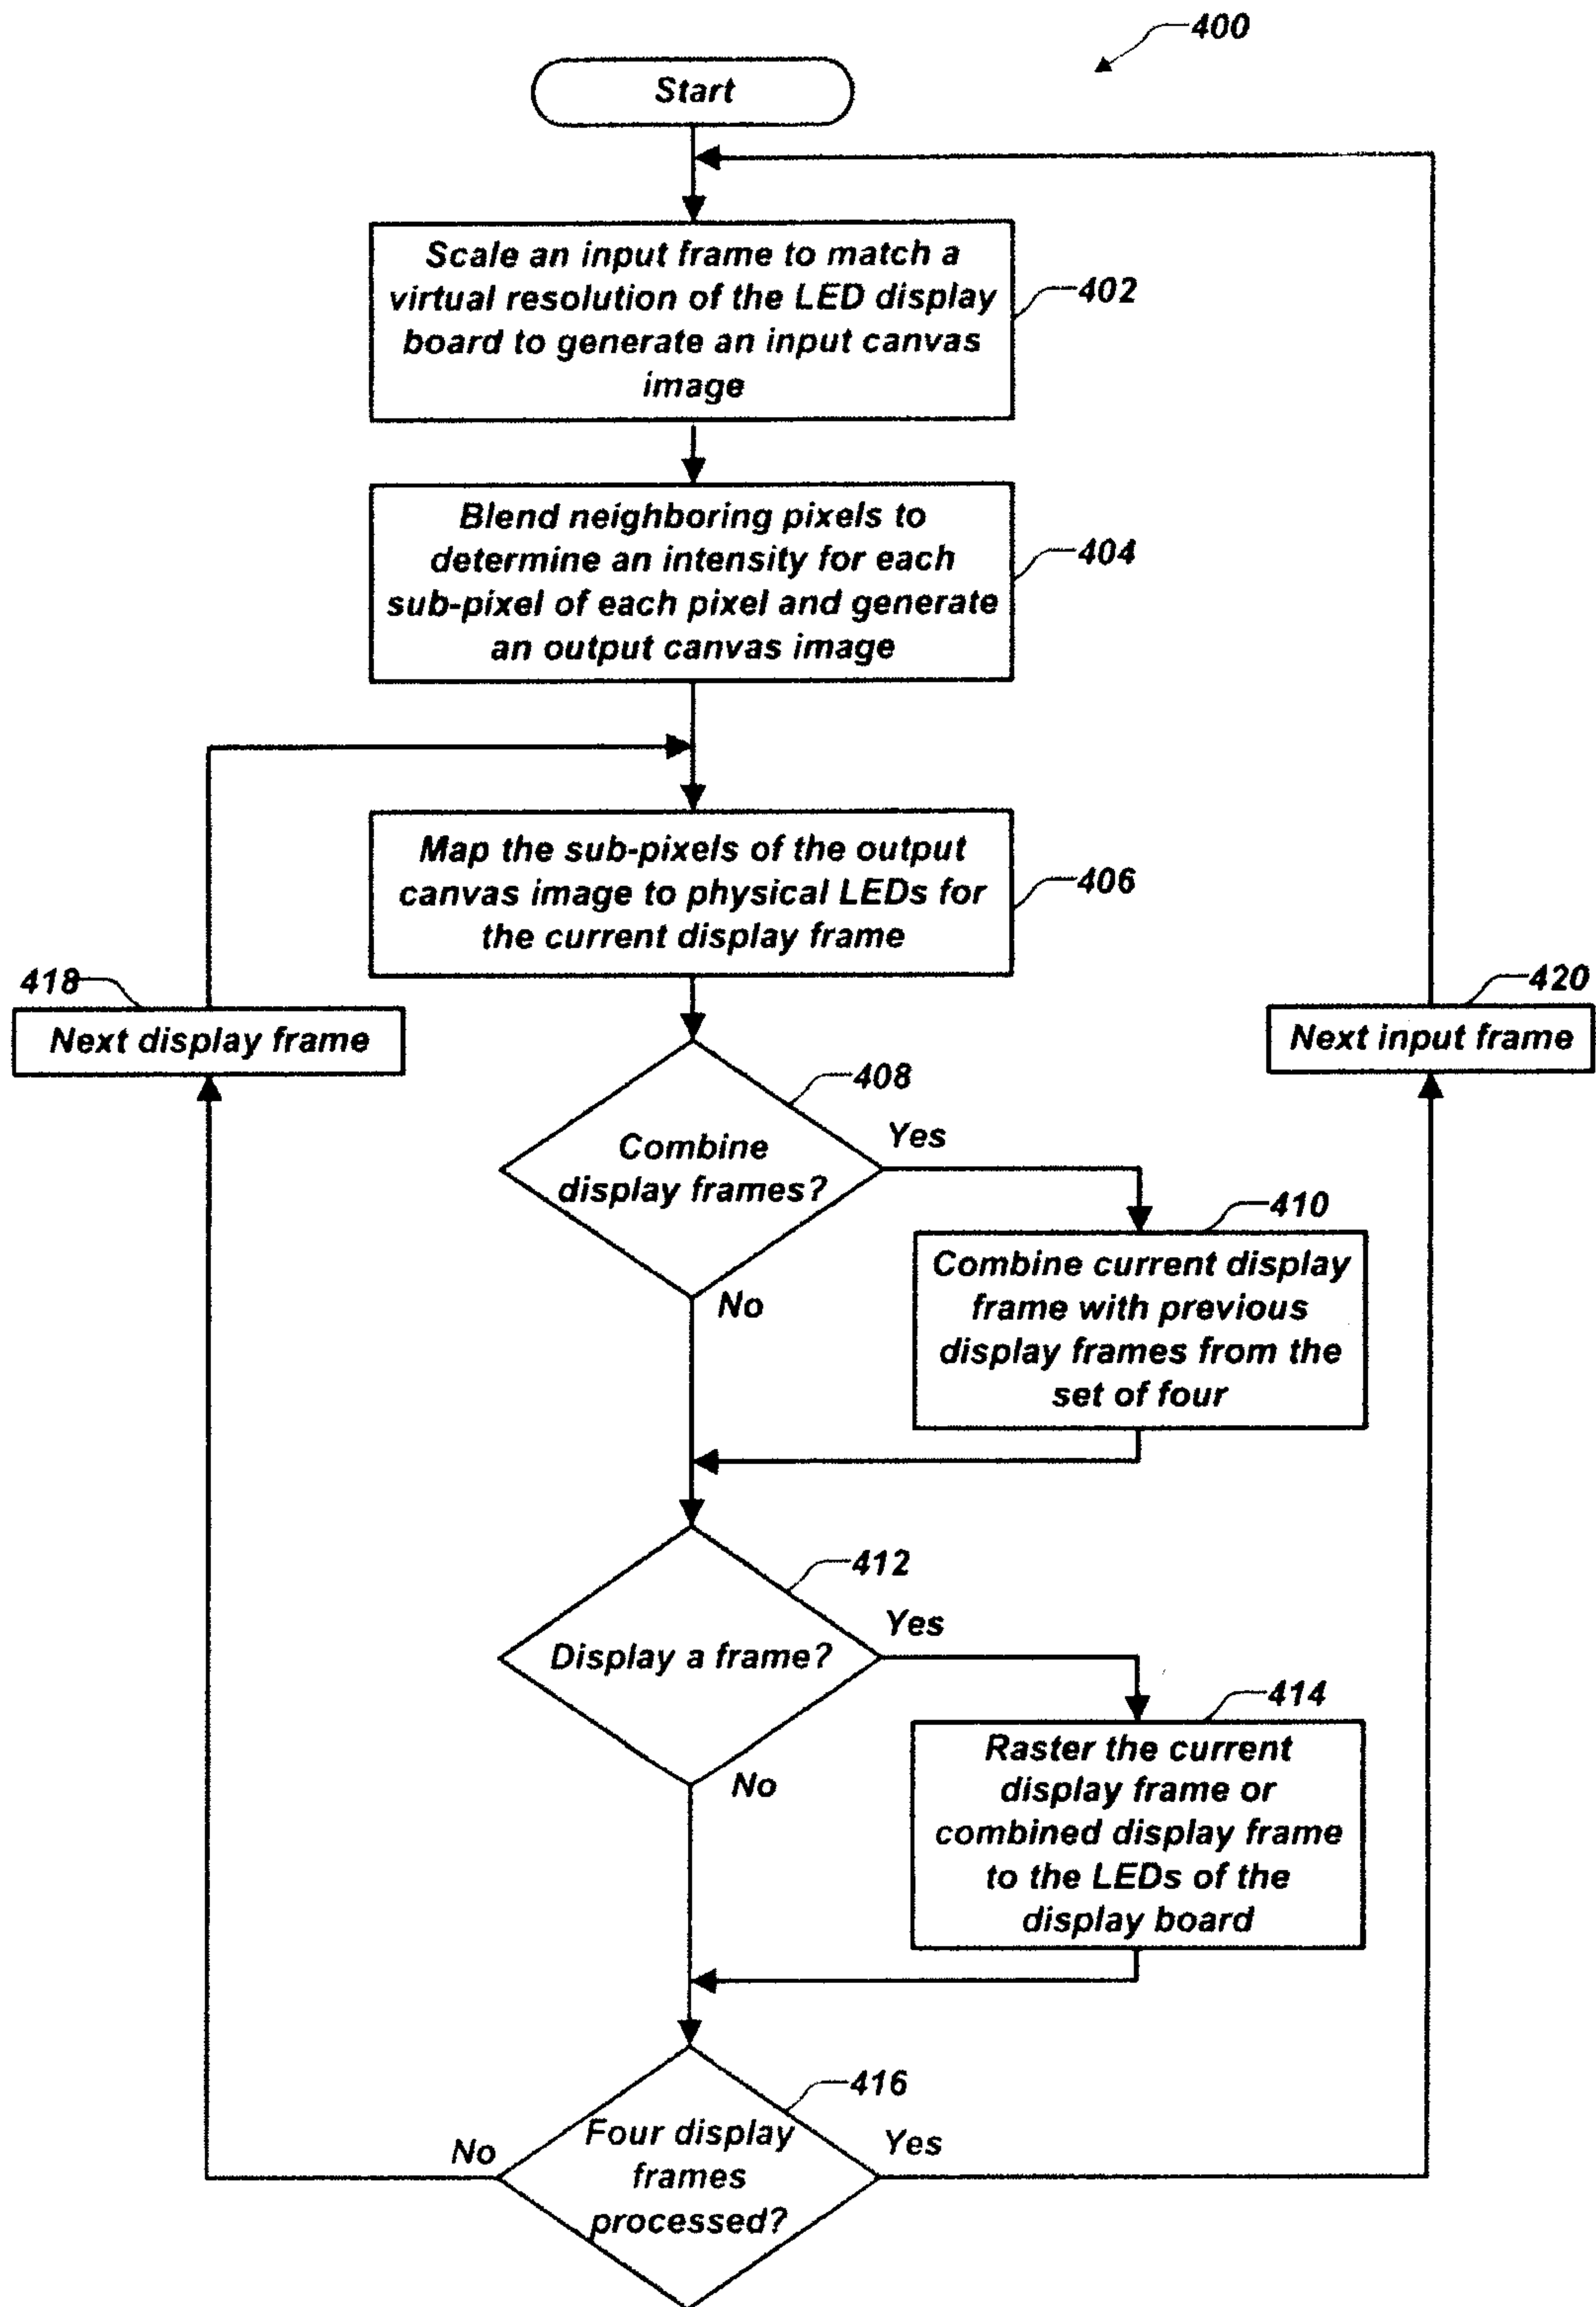 400
Start
Scale an input frame to match a
virtual resolution of the LED display
board to generate an input canvas
image
402
Blend neighboring pixels to
determine an intensity for each
sub-pixel of each pixel and generate
an output canvas image
404
Map the sub-pixels of the output
canvas image to physical LEDs for
the current display frame
406
418
Next display frame
420
Next input frame
408
Combine
display frames?
Yes
No
410
Combine current display
frame with previous
display frames from the
set of four
412
Display a frame?
Yes
No
414
Raster the current
display frame or
combined display frame
to the LEDs of the
display board
416
Four display
frames
processed?
No
Yes